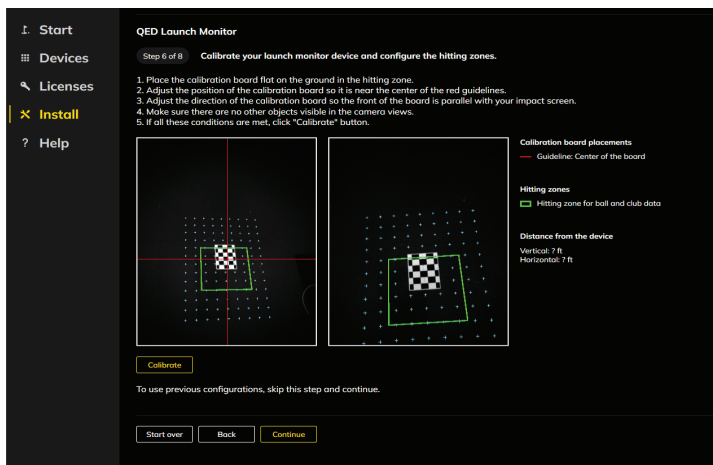 Start
Devices
Licenses
Install
? Help
QED Launch Monitor
Step 6 of 8 Calibrate your launch monitor device and configure the hitting zones.
1. Place the calibration board flat on the ground in the hitting zone.
2. Adjust the position of the calibration board so it is near the center of the red guidelines.
3. Adjust the direction of the calibration board so the front of the board is parallel with your impact screen.
4. Make sure there are no other objects visible in the camera views.
5. If all these conditions are met, click "Calibrate" button.
Calibration board placements
Guideline: Center of the board
Hitting zones
Hitting zone for ball and club data
Distance from the device
Vertical: ? ft
Horizontal: ? ft
Calibrate
To use previous configurations, skip this step and continue.
Start over Back Continue